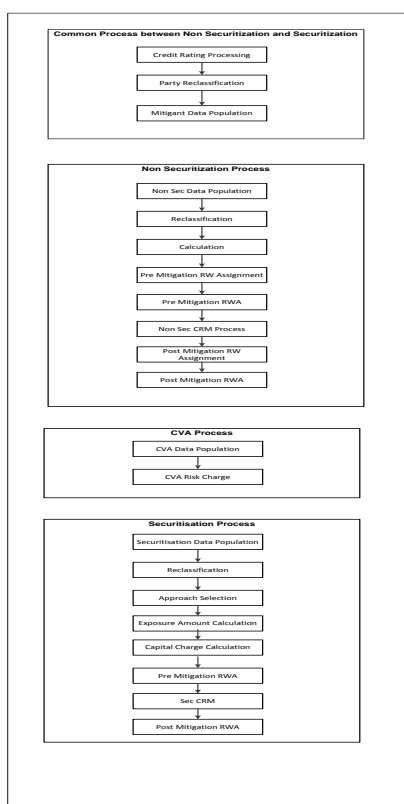 Common Process between Non Securitization and Securitization
Credit Rating Processing
Party Reclassification
Mitigant Data Population
Non Securitization Process
Non Sec Data Population
Reclassification
Calculation
Pre Mitigation RW Assignment
Pre Mitigation RWA
Non Sec CRM Process
Post Mitigation RW
Assignment
Post Mitigation RWA
CVA Process
CVA Data Population
CVA Risk Charge
Securitisation Process
Securitisation Data Population
Reclassification
Approach Selection
Exposure Amount Calculation
Capital Charge Calculation
Pre Mitigation RWA
Sec CRM
Post Mitigation RWA